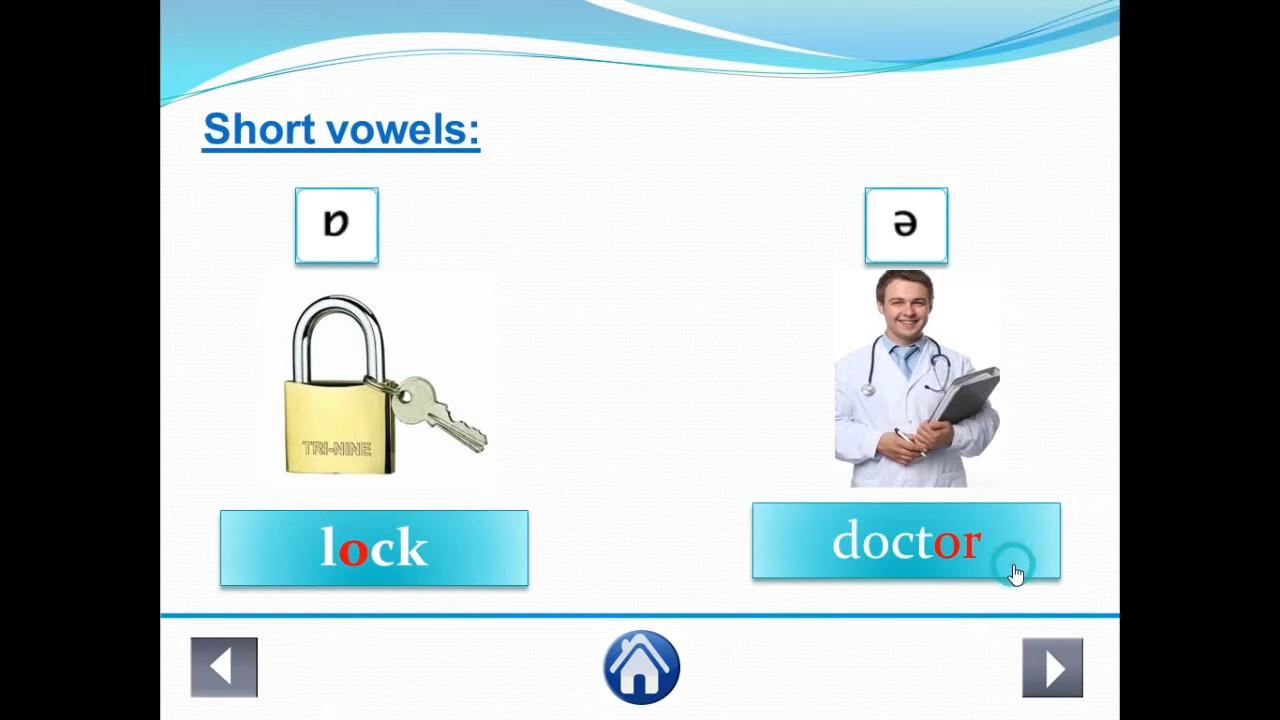 Short vowels:
ɒ
ə
TRI-NINE
lock
doctor